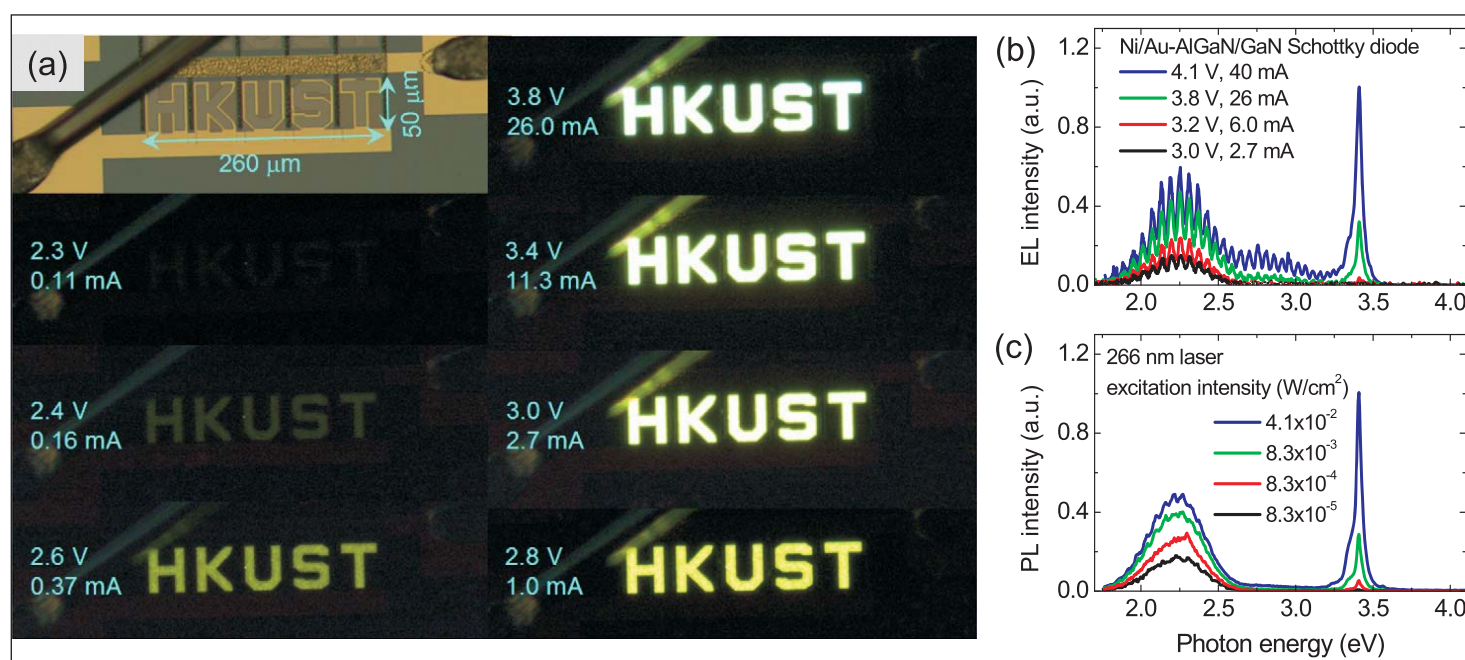 (a)
HKUST
260 μm
50 μm
2.3 V
0.11 mA
HKUST
2.4 V
0.16 mA
HKUST
2.6 V
0.37 mA
HKUST
3.8 V
26.0 mA
HKUST
3.4 V
11.3 mA
HKUST
3.0 V
2.7 mA
HKUST
2.8 V
1.0 mA
HKUST
(b)
Ni/Au-AlGaN/GaN Schottky diode
4.1 V, 40 mA
3.8 V, 26 mA
3.2 V, 6.0 mA
3.0 V, 2.7 mA
EL intensity (a.u.)
1.2
0.8
0.4
0.0
2.0 2.5 3.0 3.5 4.0
(c)
266 nm laser
excitation intensity (W/cm²)
4.1x10⁻²
8.3x10⁻³
8.3x10⁻⁴
8.3x10⁻⁵
PL intensity (a.u.)
1.2
0.8
0.4
0.0
2.0 2.5 3.0 3.5 4.0
Photon energy (eV)